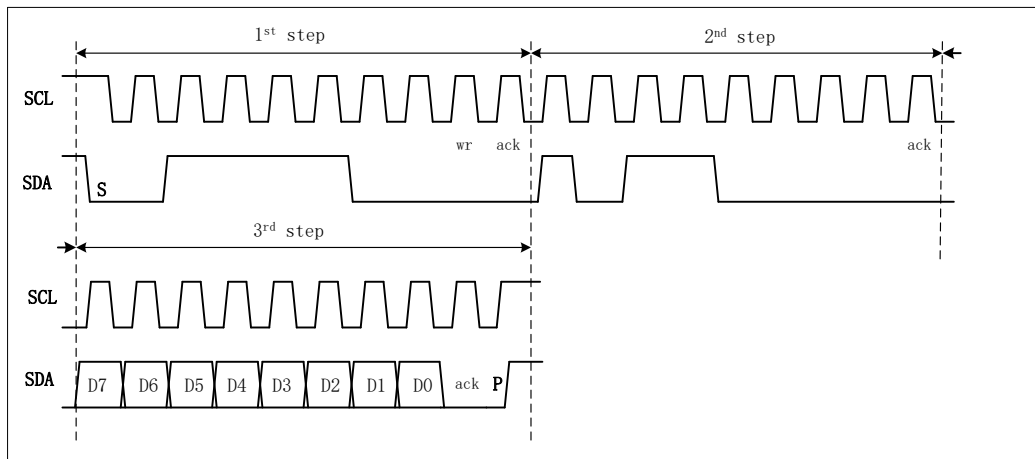 1st step 2nd step
SCL
wr ack ack
SDA S
3rd step
SCL
SDA D7 D6 D5 D4 D3 D2 D1 D0 ack P